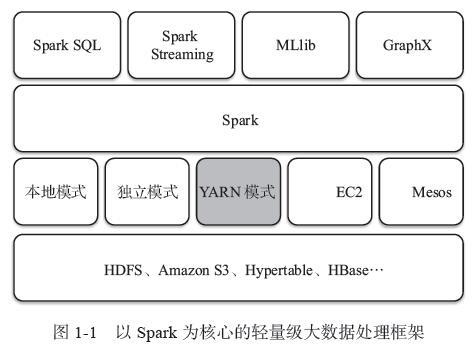 Spark SQL
Spark
Streaming
MLlib
GraphX
Spark
本地模式
独立模式
YARN 模式
EC2
Mesos
HDFS、Amazon S3、Hypertable、HBase…
图 1-1 以 Spark 为核心的轻量级大数据处理框架